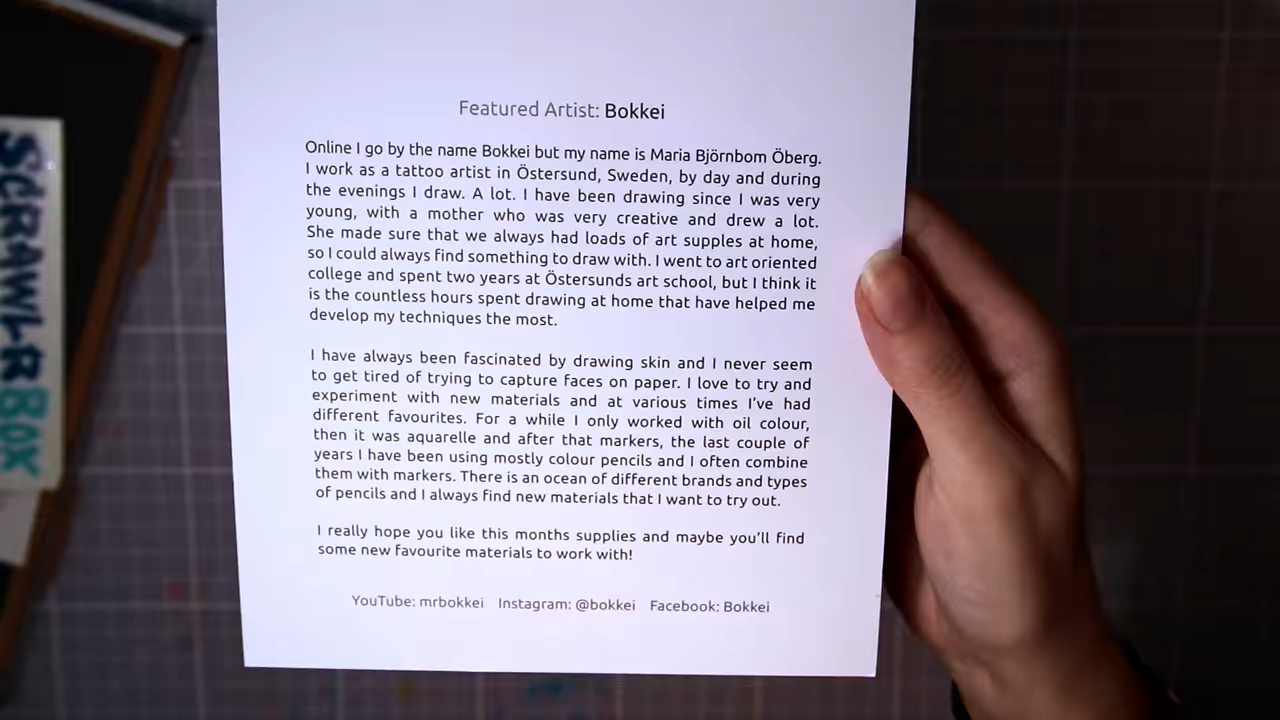 Featured Artist: Bokkei
Online I go by the name Bokkei but my name is Maria Björnbom Öberg.
I work as a tattoo artist in Östersund, Sweden, by day and during
the evenings I draw. A lot. I have been drawing since I was very
young, with a mother who was very creative and drew a lot.
She made sure that we always had loads of art supples at home,
so I could always find something to draw with. I went to art oriented
college and spent two years at Östersunds art school, but I think it
is the countless hours spent drawing at home that have helped me
develop my techniques the most.
I have always been fascinated by drawing skin and I never seem
to get tired of trying to capture faces on paper. I love to try and
experiment with new materials and at various times I've had
different favourites. For a while I only worked with oil colour,
then it was aquarelle and after that markers, the last couple of
years I have been using mostly colour pencils and I often combine
them with markers. There is an ocean of different brands and types
of pencils and I always find new materials that I want to try out.
I really hope you like this months supplies and maybe you'll find
some new favourite materials to work with!
YouTube: mrbokkei Instagram: @bokkei Facebook: Bokkei
SCRAWLRBOX